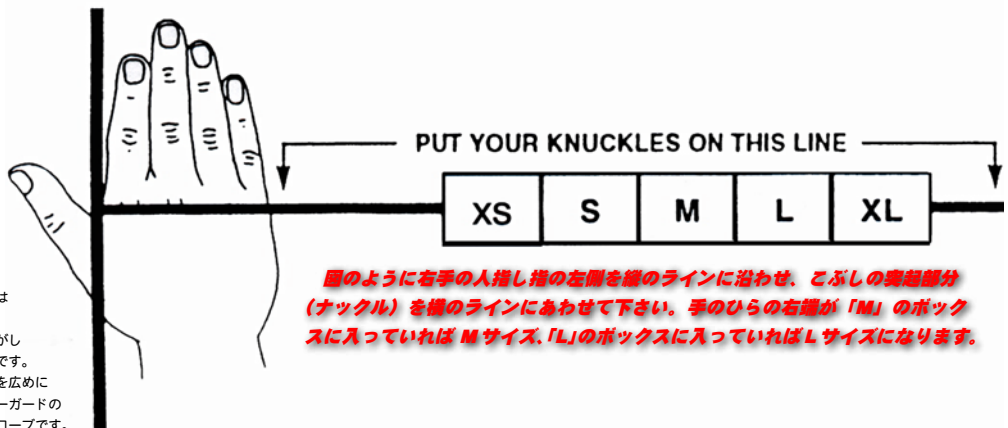 PUT YOUR KNUCKLES ON THIS LINE
XS S M L XL
図のように右手の人指し指の左側を縦のラインに沿わせ、こぶしの突起部分
（ナックル）を横のラインにあわせて下さい。手のひらの右端が「M」のボック
スに入っていれば M サイズ、「L」のボックスに入っていれば L サイズになります。
は
がし
です。
を広めに
ーガードの
ローブです。